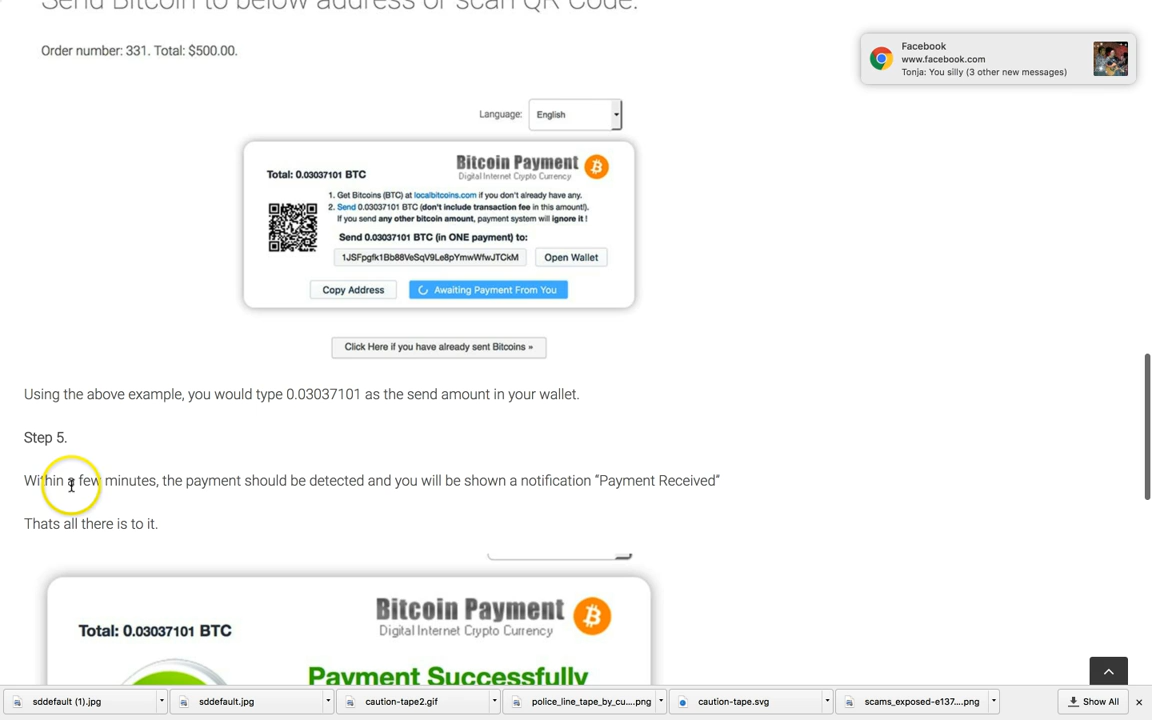 Send Bitcoin to below address or scan QR Code:
Order number: 331. Total: $500.00.
Facebook
www.facebook.com
Tonja: You silly (3 other new messages)
Language: English
Bitcoin Payment
Digital Internet Crypto Currency
Total: 0.03037101 BTC
1. Get Bitcoins (BTC) at localbitcoins.com if you don't already have any.
2. Send 0.03037101 BTC (don't include transaction fee in this amount!).
If you send any other bitcoin amount, payment system will ignore it !
Send 0.03037101 BTC (in ONE payment) to:
1JSFpgfk1Bb88VeSqV9Le8pYmwWfwJTCkM
Open Wallet
Copy Address
Awaiting Payment From You
Click Here if you have already sent Bitcoins »
Using the above example, you would type 0.03037101 as the send amount in your wallet.
Step 5.
Within a few minutes, the payment should be detected and you will be shown a notification “Payment Received”
Thats all there is to it.
Bitcoin Payment
Digital Internet Crypto Currency
Total: 0.03037101 BTC
Payment Successfully
sddefault (1).jpg
sddefault.jpg
caution-tape2.gif
police_line_tape_by_cu....png
caution-tape.svg
scams_exposed-e137....png
Show All